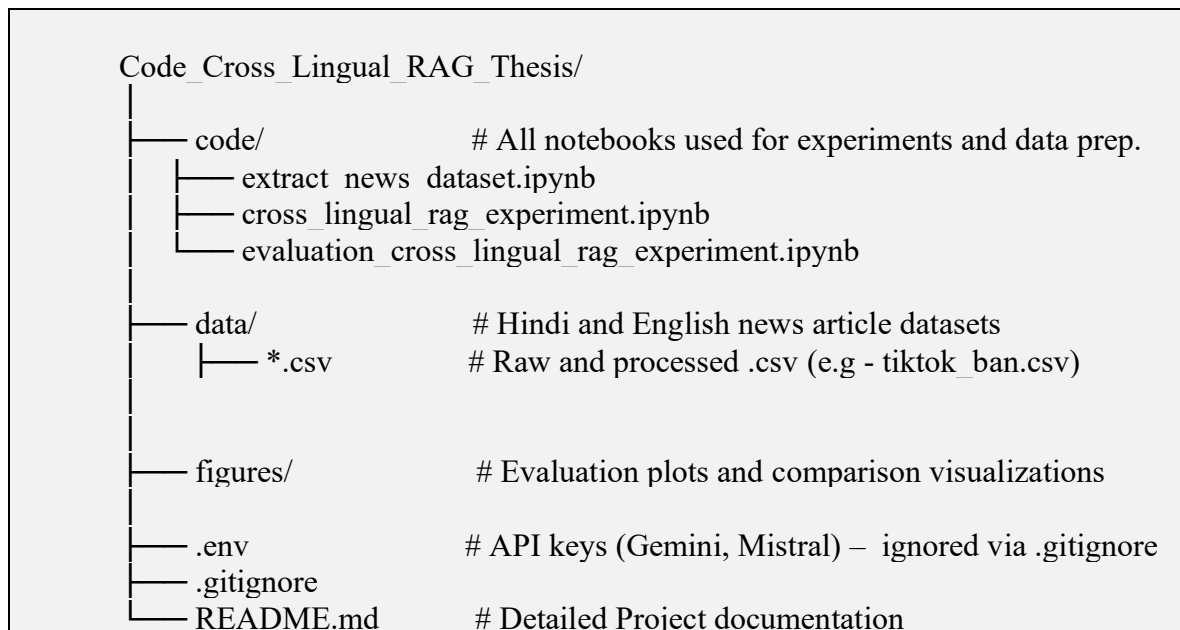 Code_Cross_Lingual_RAG_Thesis/
│
├── code/ # All notebooks used for experiments and data prep.
│ ├── extract_news_dataset.ipynb
│ ├── cross_lingual_rag_experiment.ipynb
│ └── evaluation_cross_lingual_rag_experiment.ipynb
│
├── data/ # Hindi and English news article datasets
│ ├── *.csv # Raw and processed .csv (e.g - tiktok_ban.csv)
│
│
├── figures/ # Evaluation plots and comparison visualizations
│
├── .env # API keys (Gemini, Mistral) – ignored via .gitignore
├── .gitignore
└── README.md # Detailed Project documentation